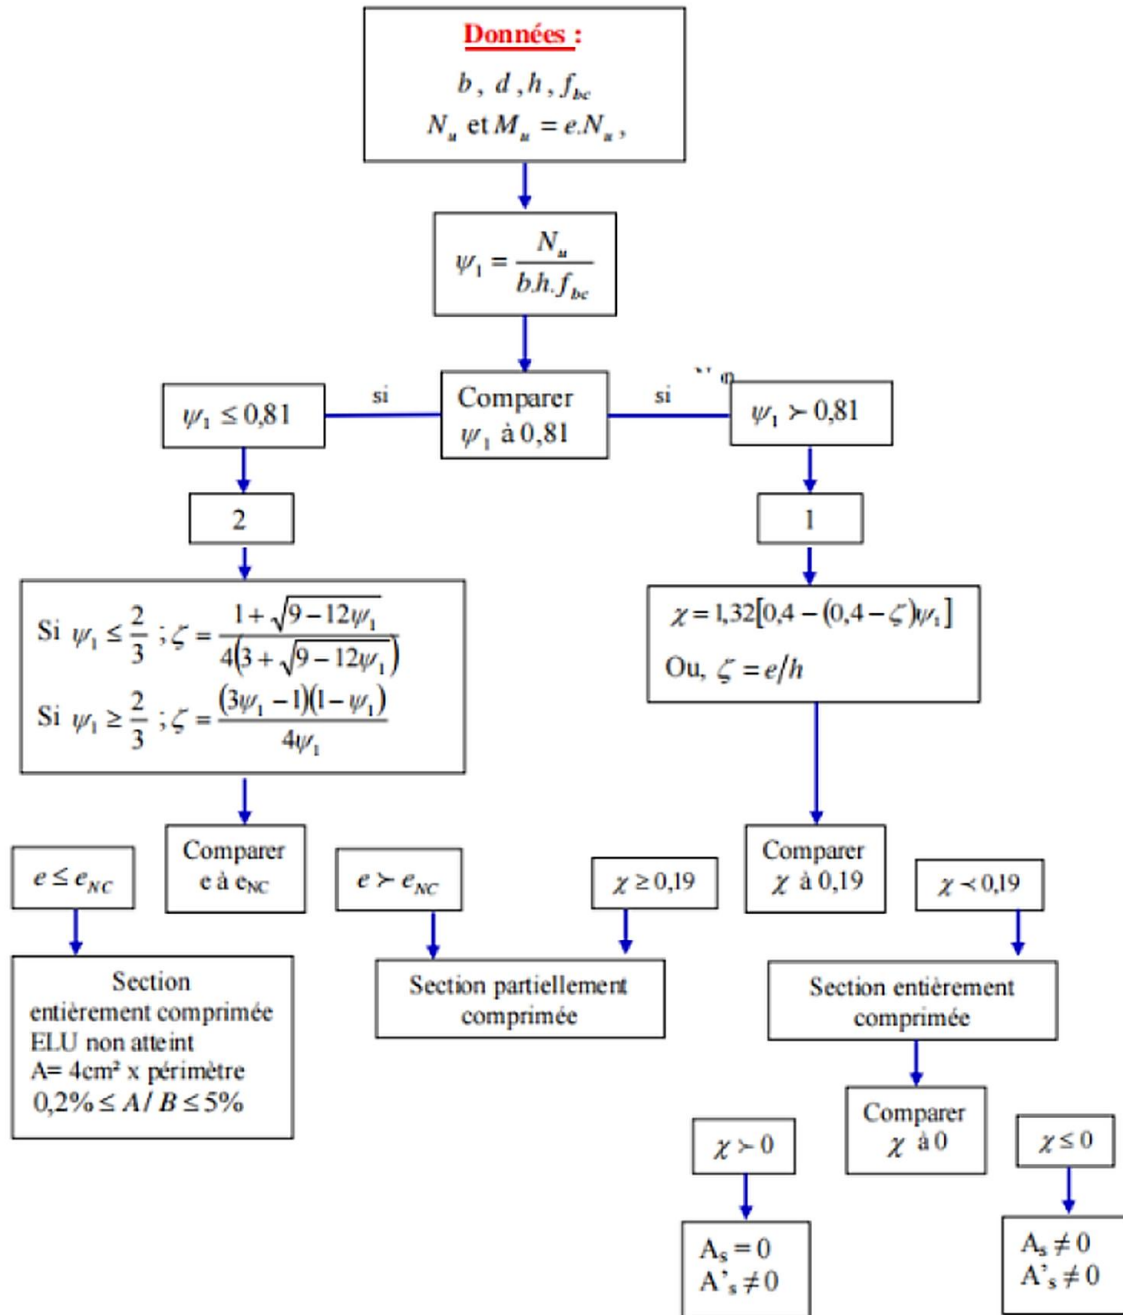 Données :
b , d , h , f_bc
N_u et M_u = e.N_u ,
ψ_1 = N_u / b.h.f_bc
ψ_1 ≤ 0,81
si
Comparer
ψ_1 à 0,81
si
ψ_1 ≻ 0,81
2
1
Si ψ_1 ≤ 2/3 ; ζ = (1 + √(9 − 12ψ_1)) / (4(3 + √(9 − 12ψ_1)))
Si ψ_1 ≥ 2/3 ; ζ = ((3ψ_1 − 1)(1 − ψ_1)) / (4ψ_1)
χ = 1,32[0,4 − (0,4 − ζ)ψ_1]
Ou, ζ = e/h
e ≤ e_NC
Comparer
e à e_NC
e ≻ e_NC
χ ≥ 0,19
Comparer
χ à 0,19
χ ≺ 0,19
Section
entièrement comprimée
ELU non atteint
A= 4cm² x périmètre
0,2% ≤ A / B ≤ 5%
Section partiellement
comprimée
Section entièrement
comprimée
Comparer
χ à 0
χ ≻ 0
χ ≤ 0
A_s = 0
A'_s ≠ 0
A_s ≠ 0
A'_s ≠ 0